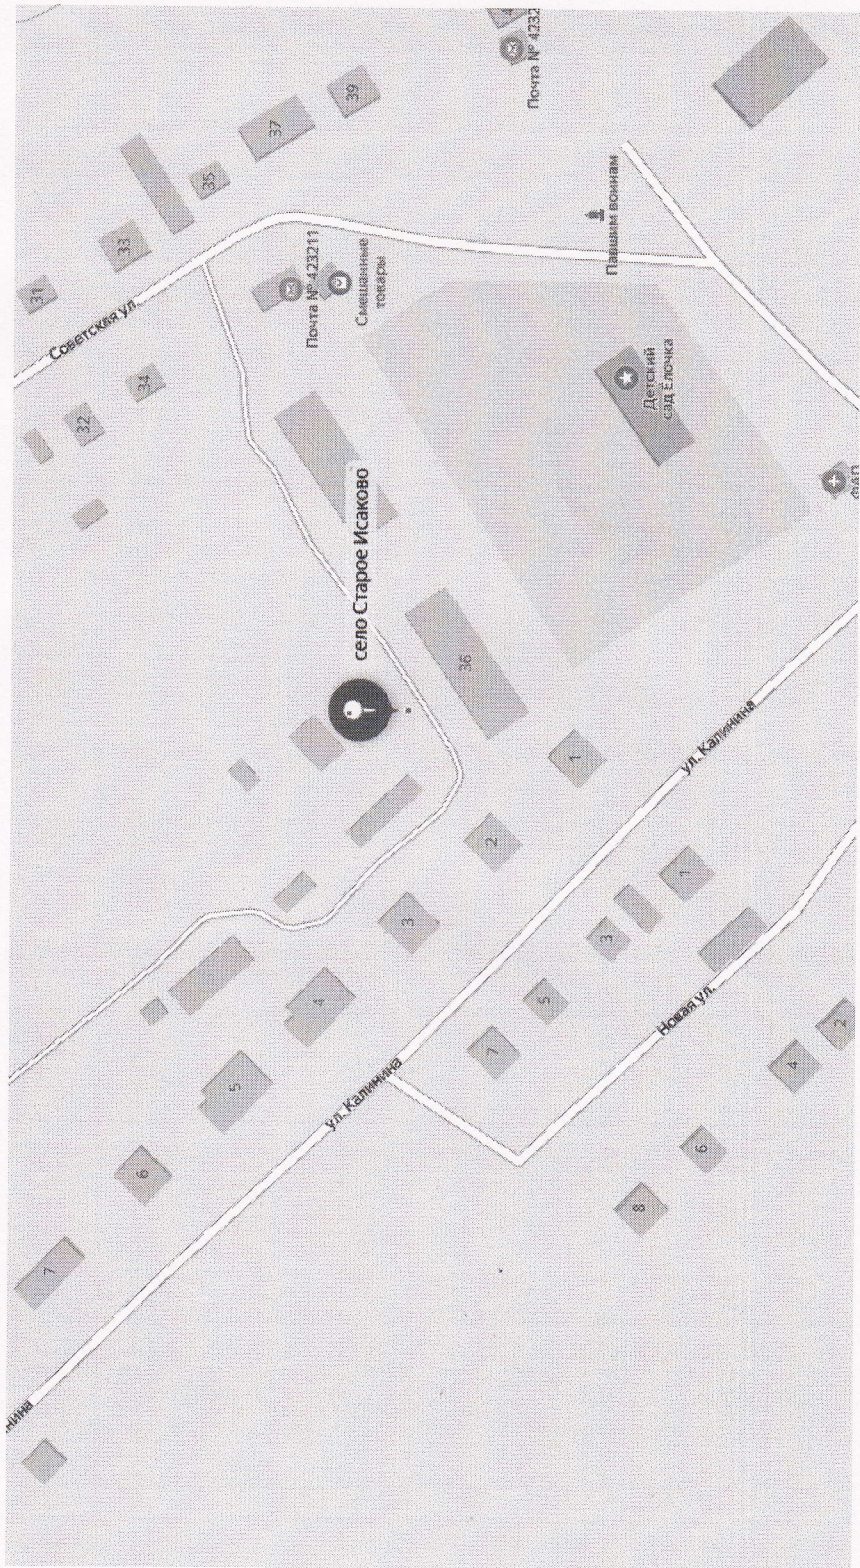 31
Советская ул.
33
35
37
39
Почта № 4232
32
34
Почта № 423211
Смешанные
товары
Павшим воинам
Детский
сад Ёлочка
ФАП
село Старое Исаково
36
1
2
3
4
5
6
7
ул. Калинина
ул. Калинина
нина
1
3
5
7
Новая ул.
2
4
6
8